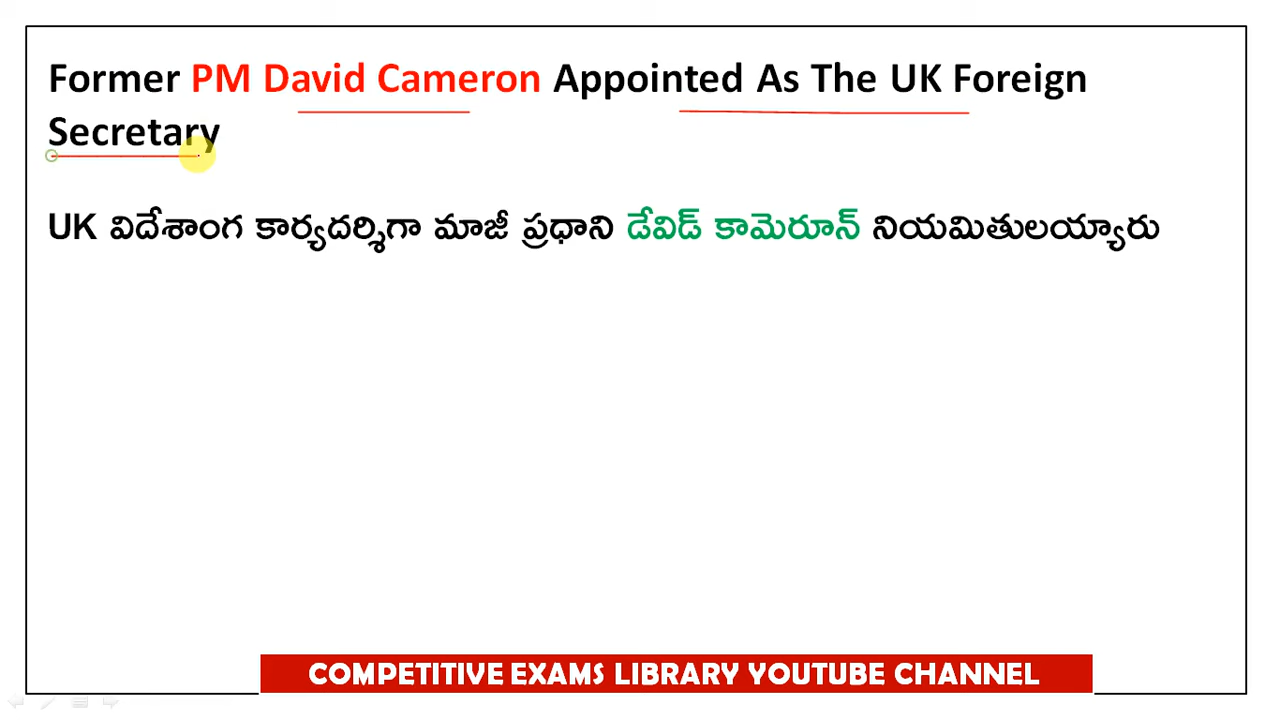 Former PM David Cameron Appointed As The UK Foreign
Secretary
UK విదేశాంగ కార్యదర్శిగా మాజీ ప్రధాని డేవిడ్ కామెరూన్ నియమితులయ్యారు
COMPETITIVE EXAMS LIBRARY YOUTUBE CHANNEL